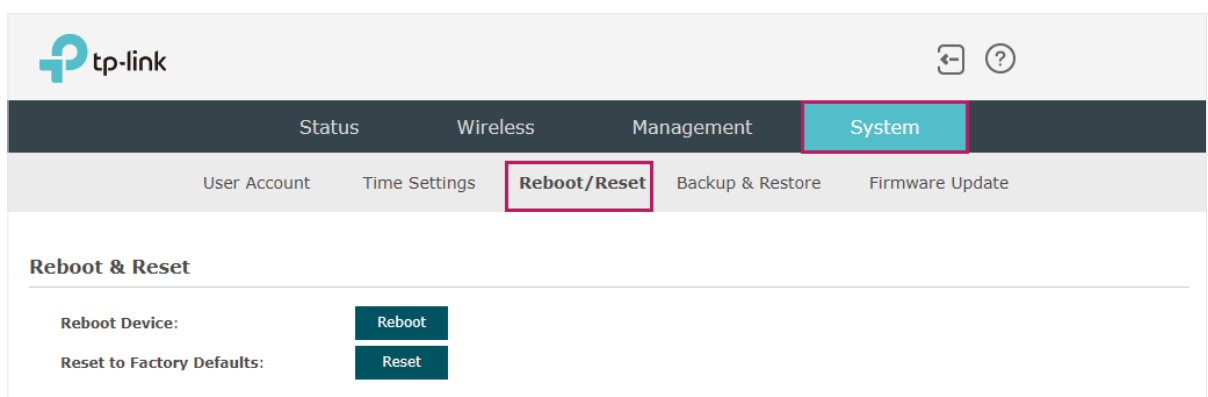 tp-link
Status Wireless Management System
User Account Time Settings Reboot/Reset Backup & Restore Firmware Update
Reboot & Reset
Reboot Device: Reboot
Reset to Factory Defaults: Reset